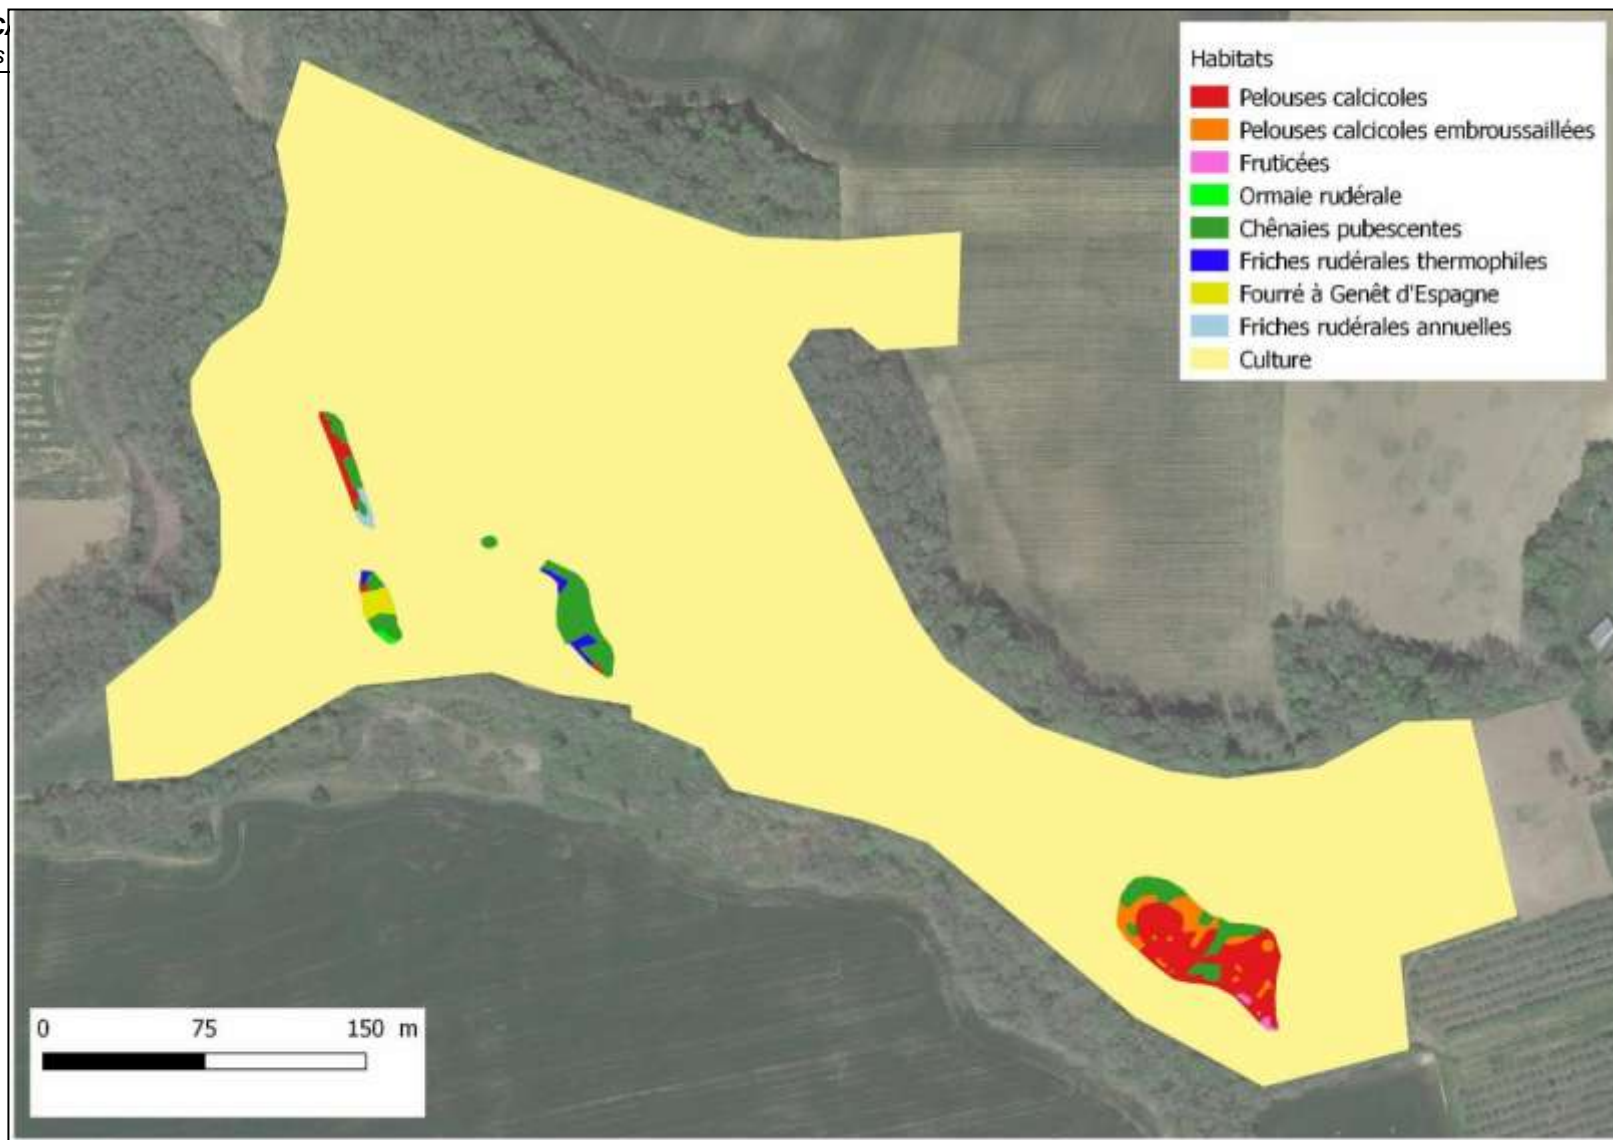 Habitats
Pelouses calcicoles
Pelouses calcicoles embroussaillées
Fruticées
Ormaie rudérale
Chênaies pubescentes
Friches rudérales thermophiles
Fourré à Genêt d'Espagne
Friches rudérales annuelles
Culture
0 75 150 m